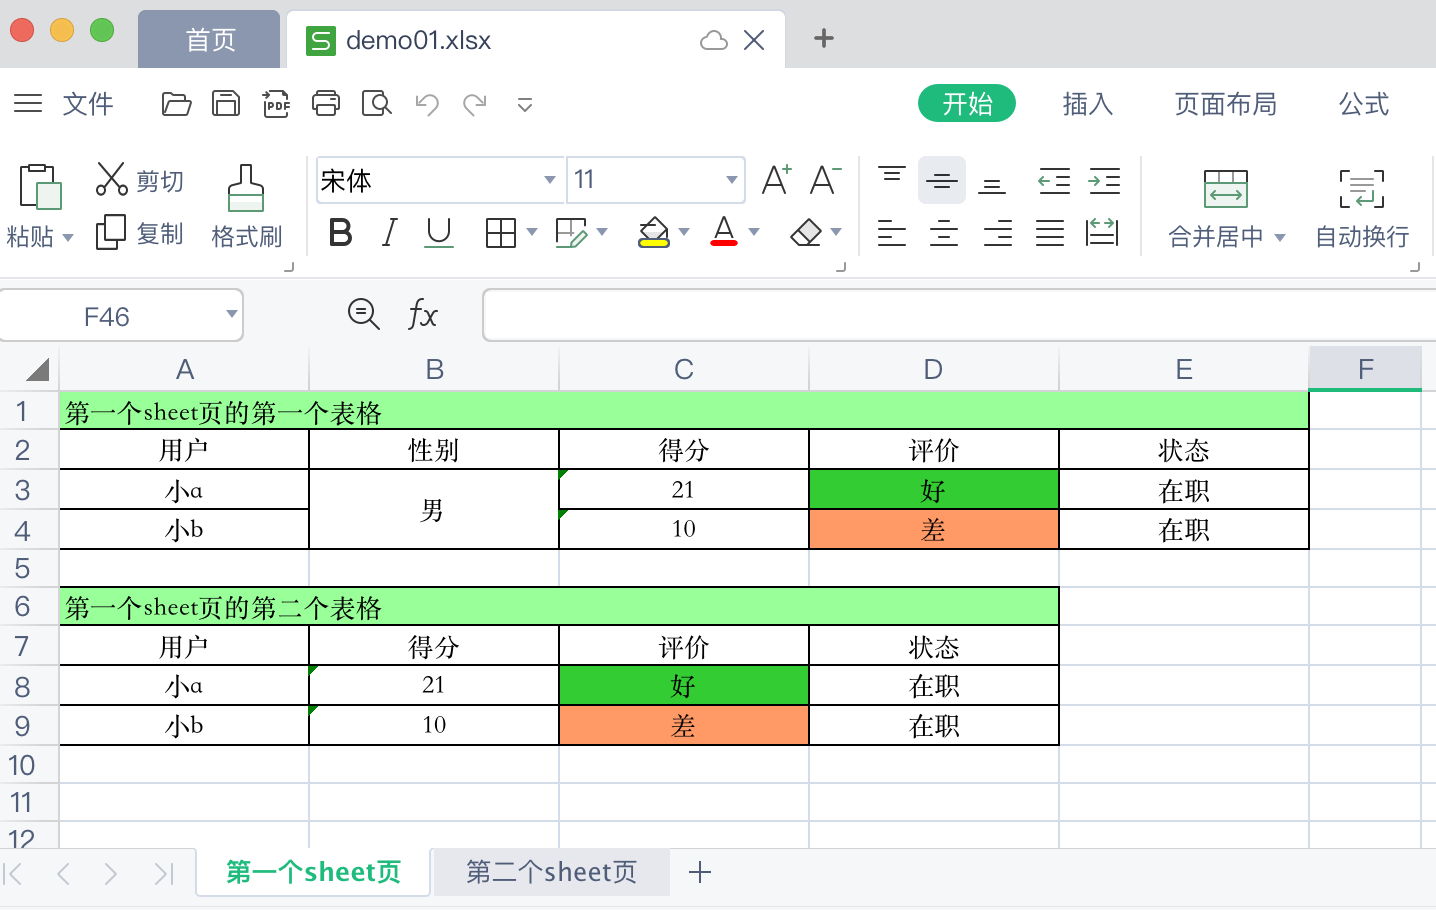 首页 demo01.xlsx
文件 PDF 开始 插入 页面布局 公式
剪切 宋体 11 A+ A-
粘贴 复制 格式刷 B I U A 合并居中 自动换行
F46 fx
A B C D E F
1 第一个sheet页的第一个表格
2 用户 性别 得分 评价 状态
3 小a 男 21 好 在职
4 小b 10 差 在职
5
6 第一个sheet页的第二个表格
7 用户 得分 评价 状态
8 小a 21 好 在职
9 小b 10 差 在职
10
11
12
第一个sheet页 第二个sheet页